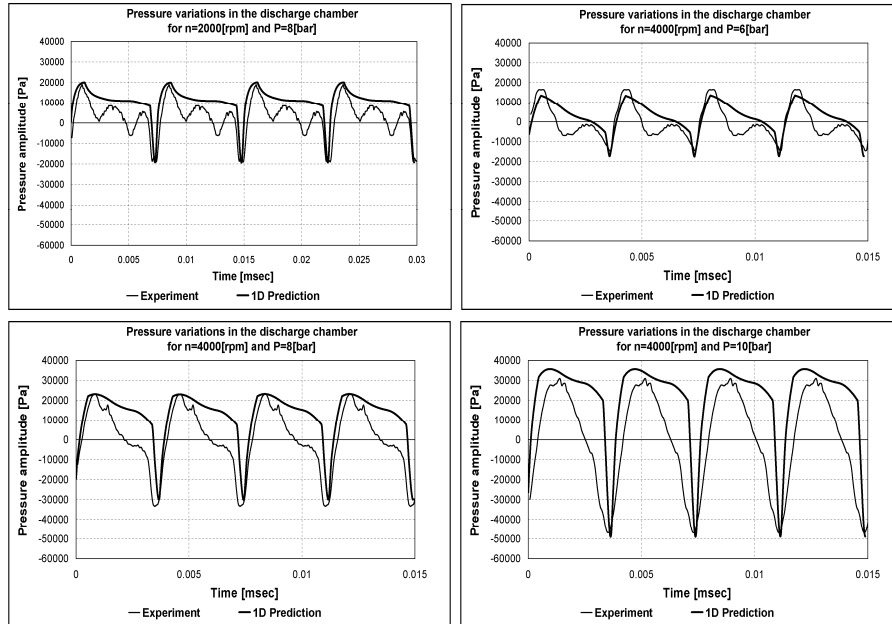 Pressure variations in the discharge chamber
for n=2000[rpm] and P=8[bar]
Pressure amplitude [Pa]
40000
30000
20000
10000
0
-10000
-20000
-30000
-40000
-50000
-60000
0 0.005 0.01 0.015 0.02 0.025 0.03
Time [msec]
Experiment 1D Prediction
Pressure variations in the discharge chamber
for n=4000[rpm] and P=6[bar]
Pressure amplitude [Pa]
40000
30000
20000
10000
0
-10000
-20000
-30000
-40000
-50000
-60000
0 0.005 0.01 0.015
Time [msec]
Experiment 1D Prediction
Pressure variations in the discharge chamber
for n=4000[rpm] and P=8[bar]
Pressure amplitude [Pa]
40000
30000
20000
10000
0
-10000
-20000
-30000
-40000
-50000
-60000
0 0.005 0.01 0.015
Time [msec]
Experiment 1D Prediction
Pressure variations in the discharge chamber
for n=4000[rpm] and P=10[bar]
Pressure amplitude [Pa]
40000
30000
20000
10000
0
-10000
-20000
-30000
-40000
-50000
-60000
0 0.005 0.01 0.015
Time [msec]
Experiment 1D Prediction